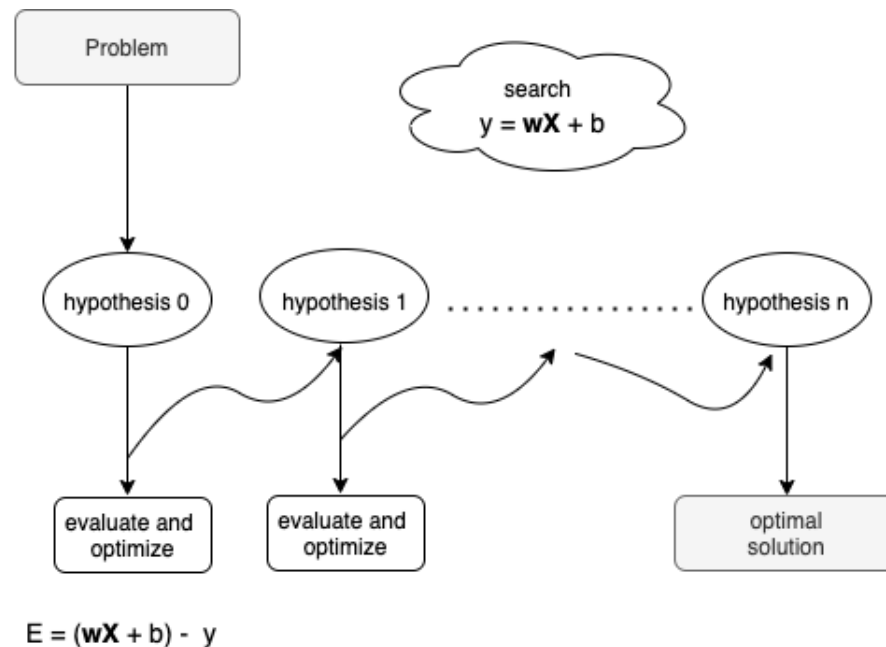 Problem
search
y = wX + b
hypothesis 0
hypothesis 1
hypothesis n
evaluate and
optimize
evaluate and
optimize
optimal
solution
E = (wX + b) - y